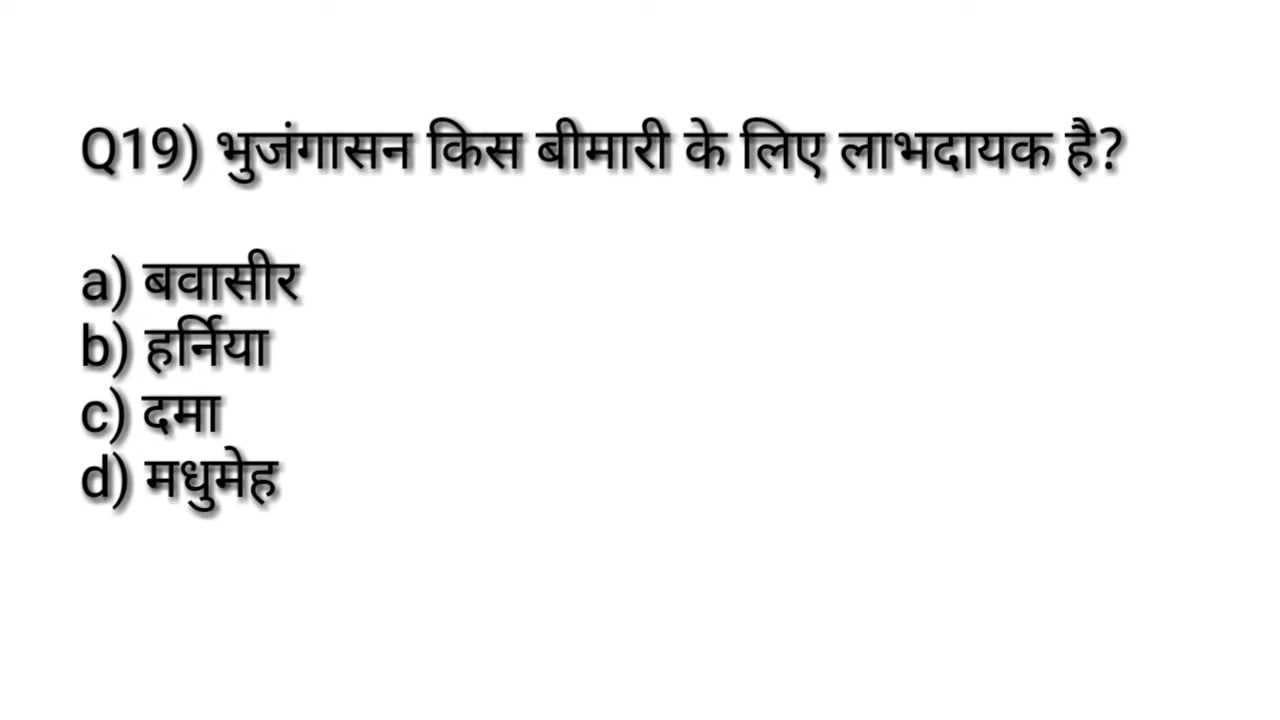 Q19) भुजंगासन किस बीमारी के लिए लाभदायक है?
a) बवासीर
b) हर्निया
c) दमा
d) मधुमेह